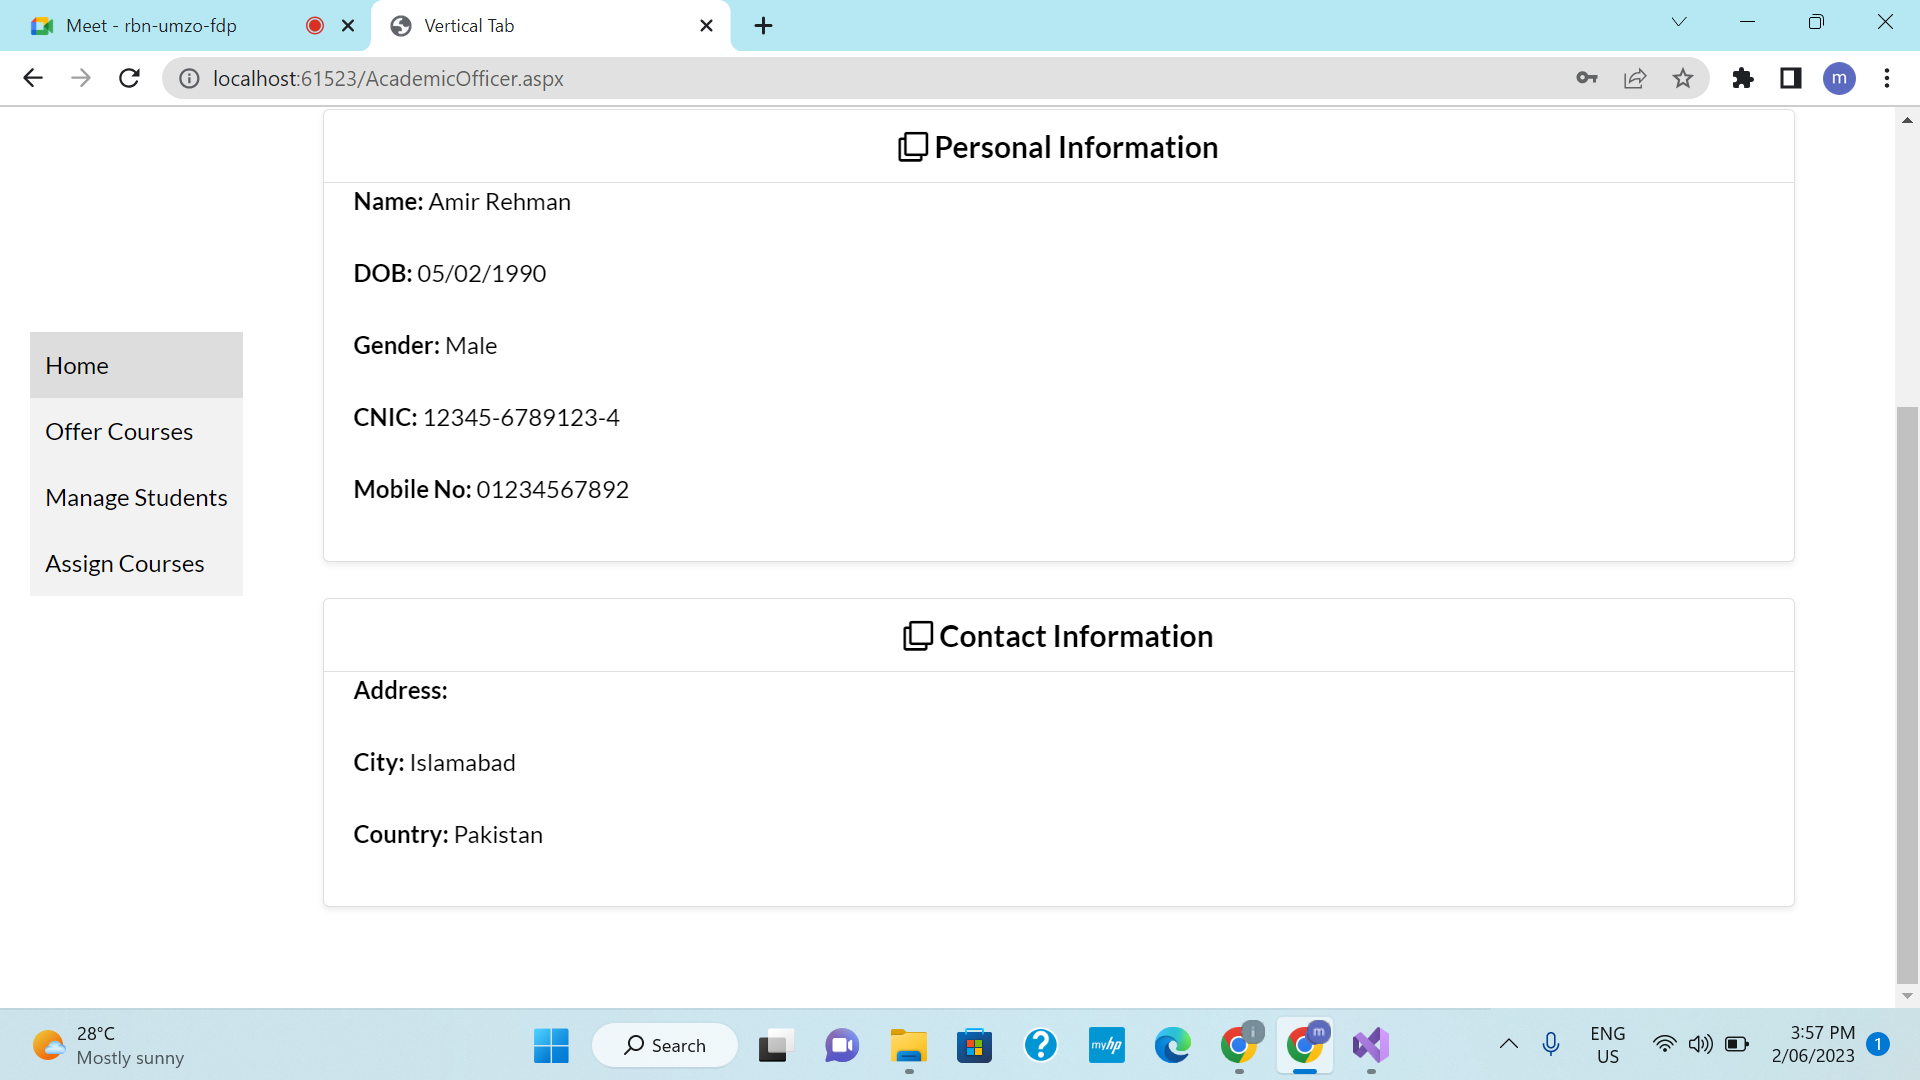 Meet - rbn-umzo-fdp
Vertical Tab
localhost:61523/AcademicOfficer.aspx
m
Personal Information
Name: Amir Rehman
DOB: 05/02/1990
Gender: Male
CNIC: 12345-6789123-4
Mobile No: 01234567892
Home
Offer Courses
Manage Students
Assign Courses
Contact Information
Address:
City: Islamabad
Country: Pakistan
28°C
Mostly sunny
Search
myhp
i
m
ENG
US
3:57 PM
2/06/2023
1